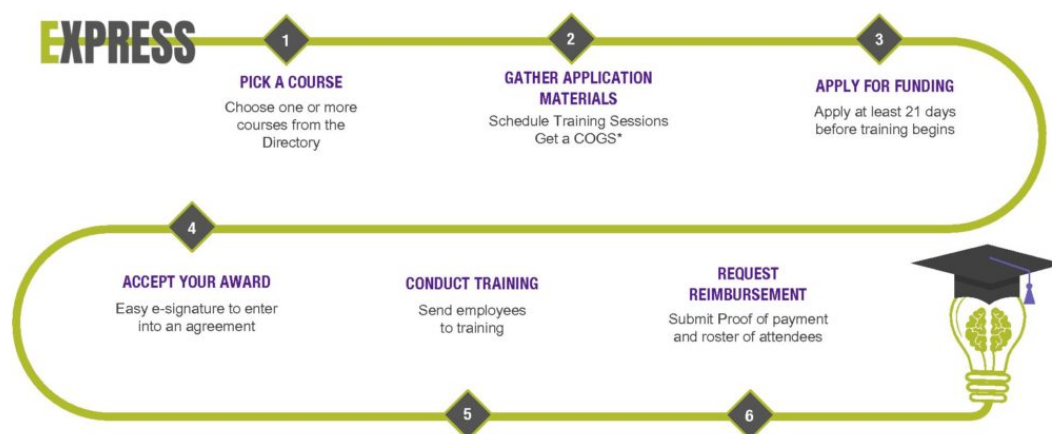 EXPRESS
1
PICK A COURSE
Choose one or more
courses from the
Directory
2
GATHER APPLICATION
MATERIALS
Schedule Training Sessions
Get a COGS*
3
APPLY FOR FUNDING
Apply at least 21 days
before training begins
4
ACCEPT YOUR AWARD
Easy e-signature to enter
into an agreement
CONDUCT TRAINING
Send employees
to training
5
REQUEST
REIMBURSEMENT
Submit Proof of payment
and roster of attendees
6